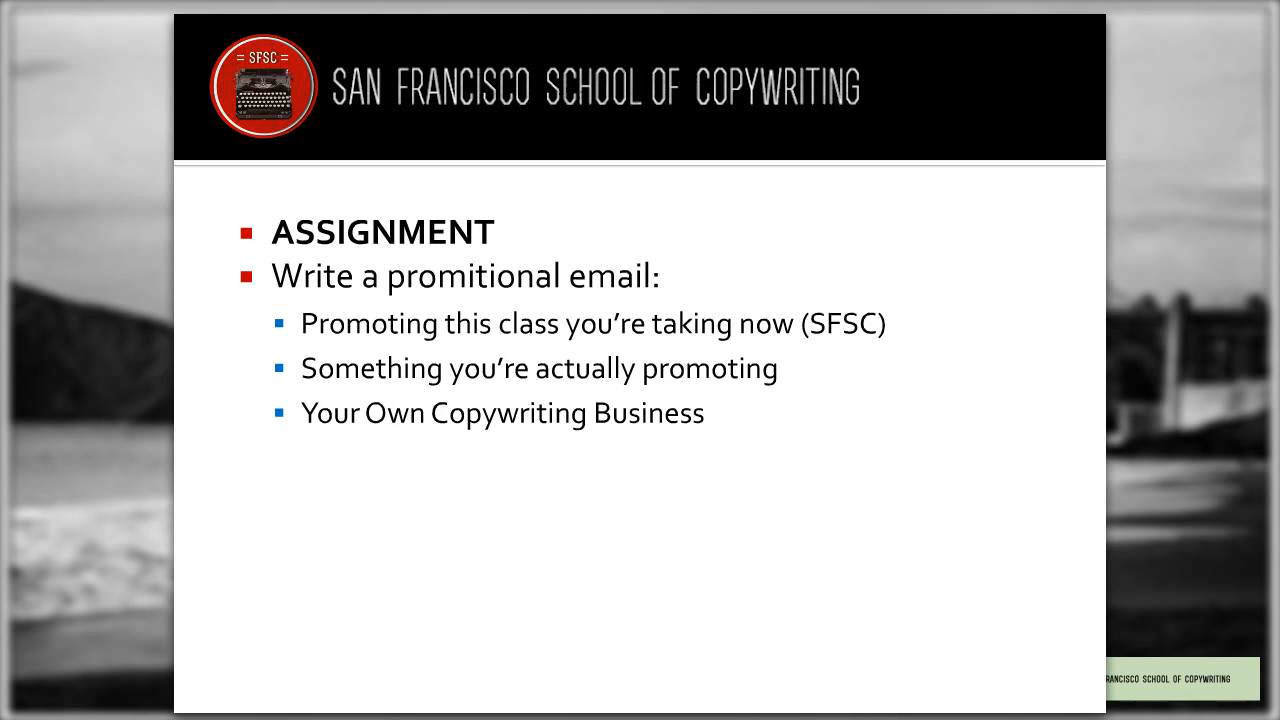 = SFSC =
SAN FRANCISCO SCHOOL OF COPYWRITING
ASSIGNMENT
Write a promitional email:
Promoting this class you're taking now (SFSC)
Something you're actually promoting
Your Own Copywriting Business
RANCISCO SCHOOL OF COPYWRITING